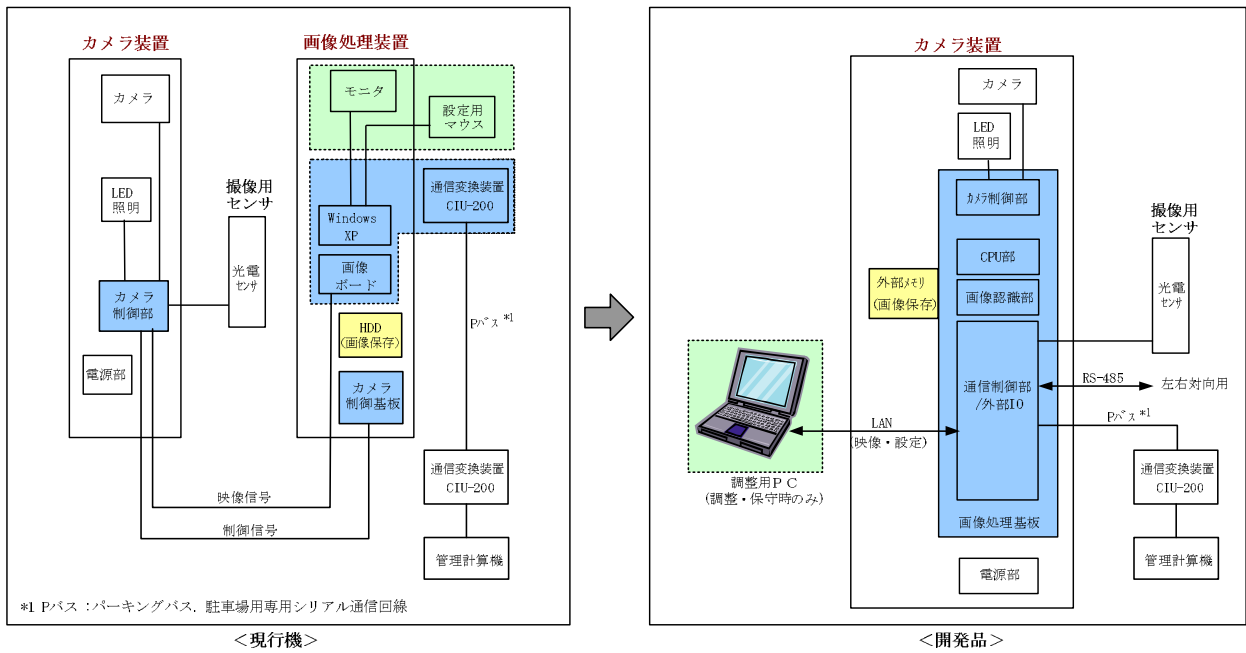 カメラ装置
カメラ
LED
照明
カメラ
制御部
電源部
撮像用
センサ
光電
センサ
画像処理装置
モニタ
設定用
マウス
通信変換装置
CIU-200
Windows
XP
画像
ボード
HDD
(画像保存)
カメラ
制御基板
Pバス *1
映像信号
制御信号
通信変換装置
CIU-200
管理計算機
*1 Pバス：パーキングバス．駐車場用専用シリアル通信回線
＜現行機＞
カメラ装置
カメラ
LED
照明
カメラ制御部
CPU部
画像認識部
外部メモリ
(画像保存)
通信制御部
/外部IO
画像処理基板
電源部
撮像用
センサ
光電
センサ
RS-485
左右対向用
Pバス *1
LAN
(映像・設定)
調整用ＰＣ
(調整・保守時のみ)
通信変換装置
CIU-200
管理計算機
＜開発品＞